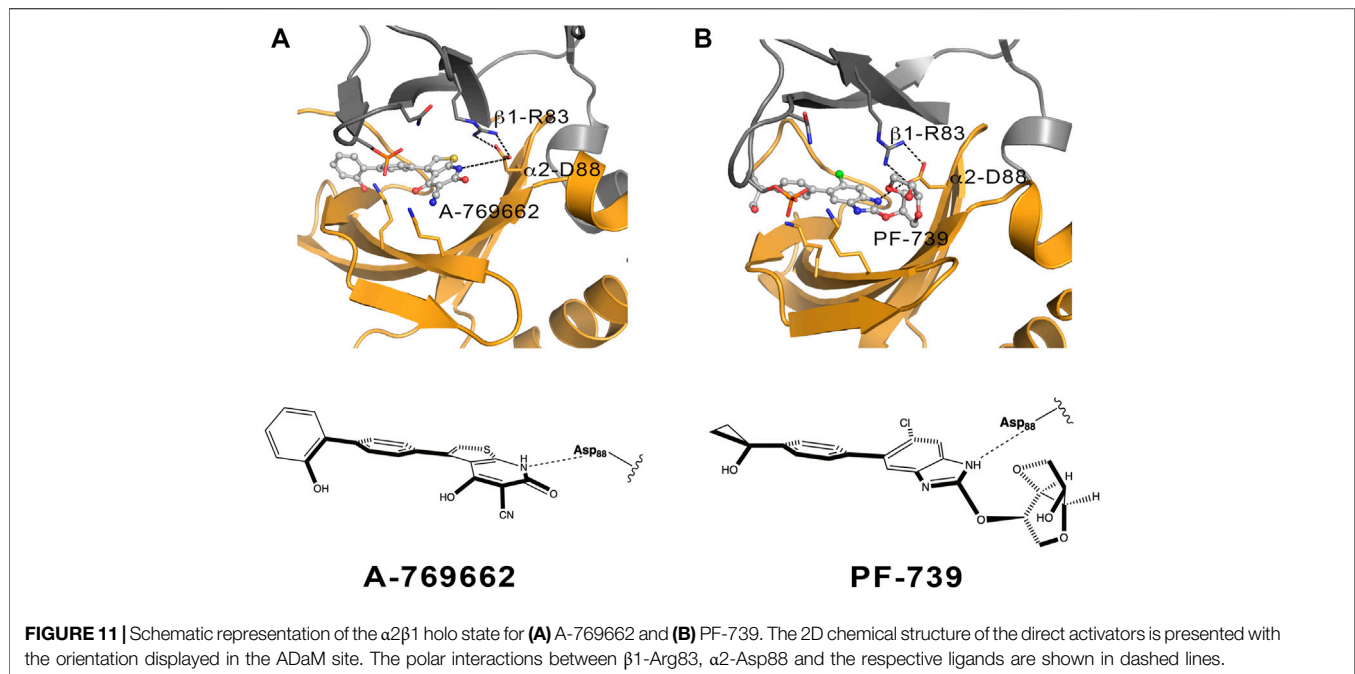 A
B
β1-R83
α2-D88
A-769662
β1-R83
α2-D88
PF-739
OH
S
H
N
HO
O
CN
Asp88
HO
Cl
N
NH
O
Asp88
O
H
H
HO
O
A-769662
PF-739
FIGURE 11 | Schematic representation of the α2β1 holo state for (A) A-769662 and (B) PF-739. The 2D chemical structure of the direct activators is presented with
the orientation displayed in the ADaM site. The polar interactions between β1-Arg83, α2-Asp88 and the respective ligands are shown in dashed lines.